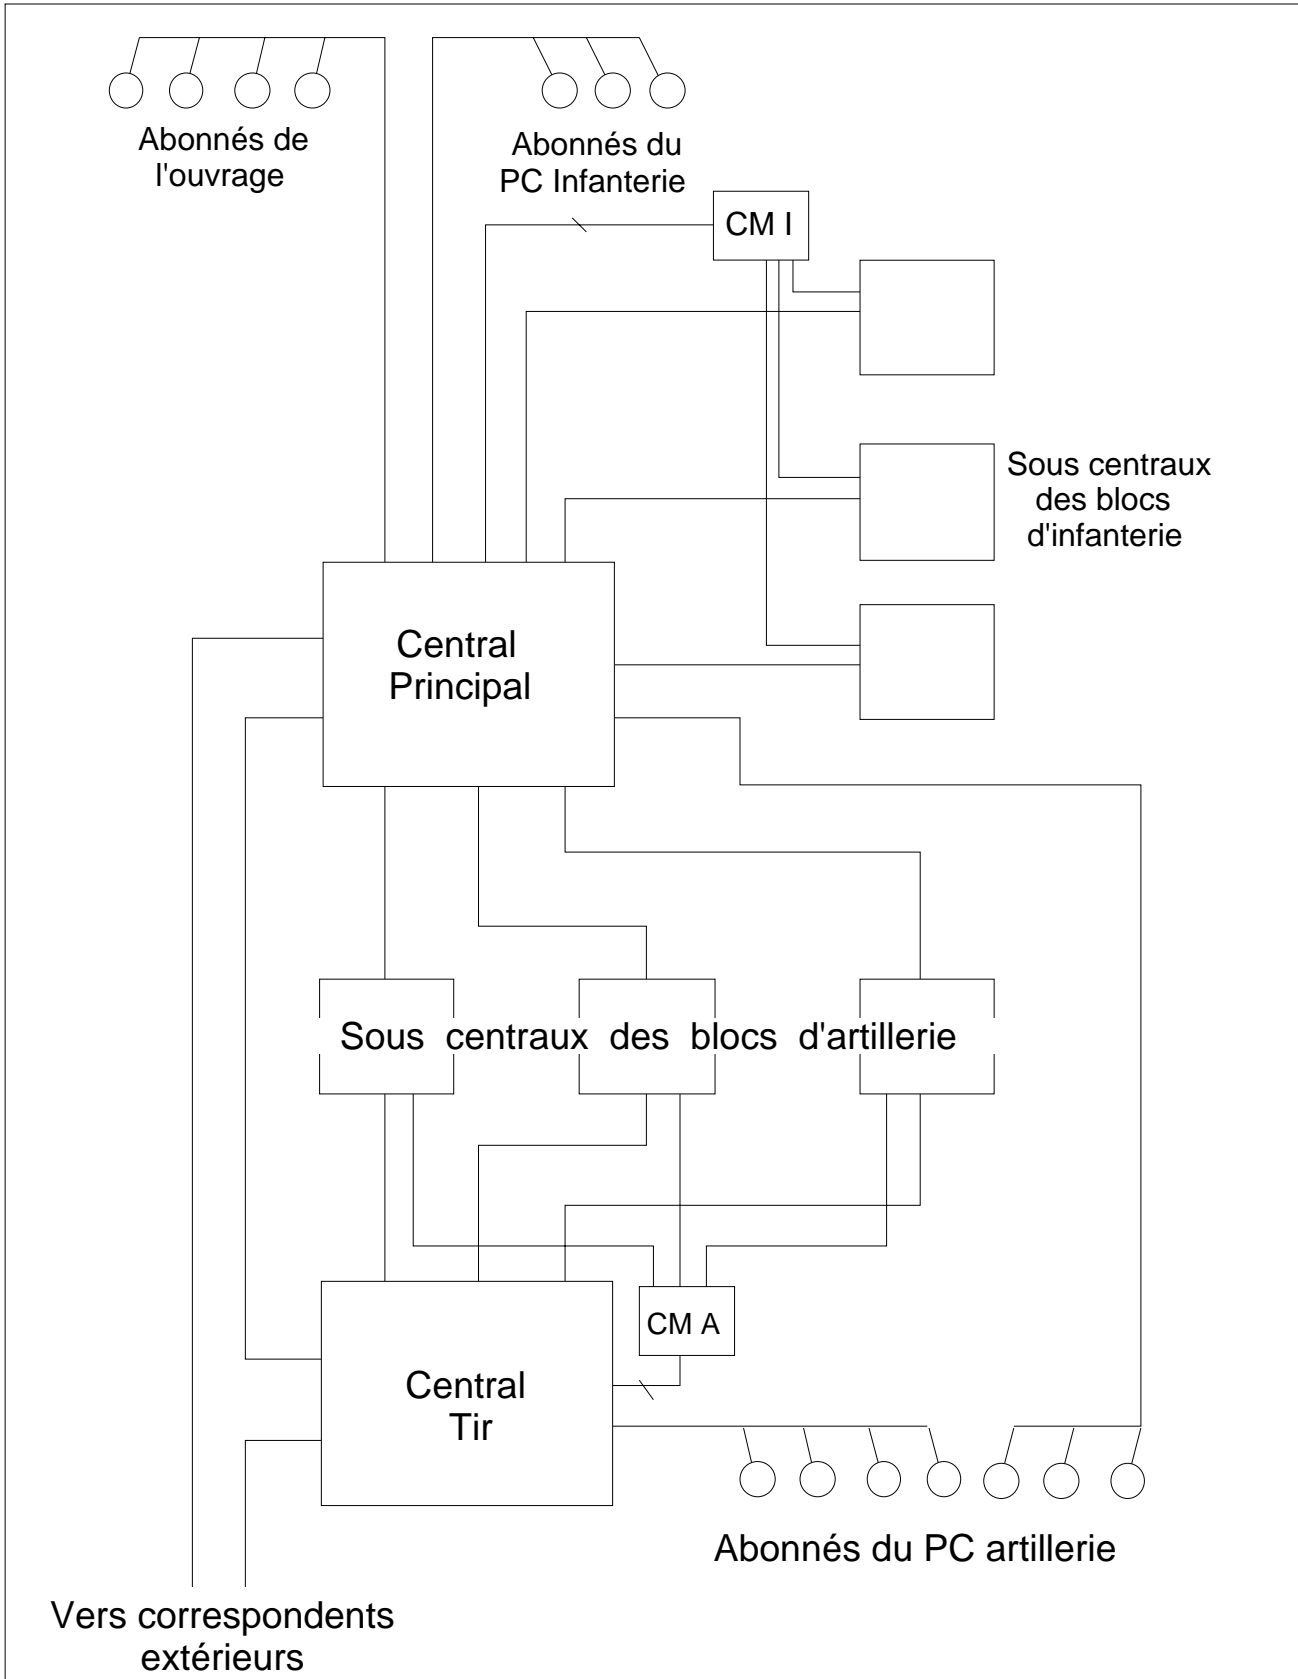 Abonnés de
l'ouvrage
Abonnés du
PC Infanterie
CM I
Sous centraux
des blocs
d'infanterie
Central
Principal
Sous centraux des blocs d'artillerie
CM A
Central
Tir
Abonnés du PC artillerie
Vers correspondents
extérieurs